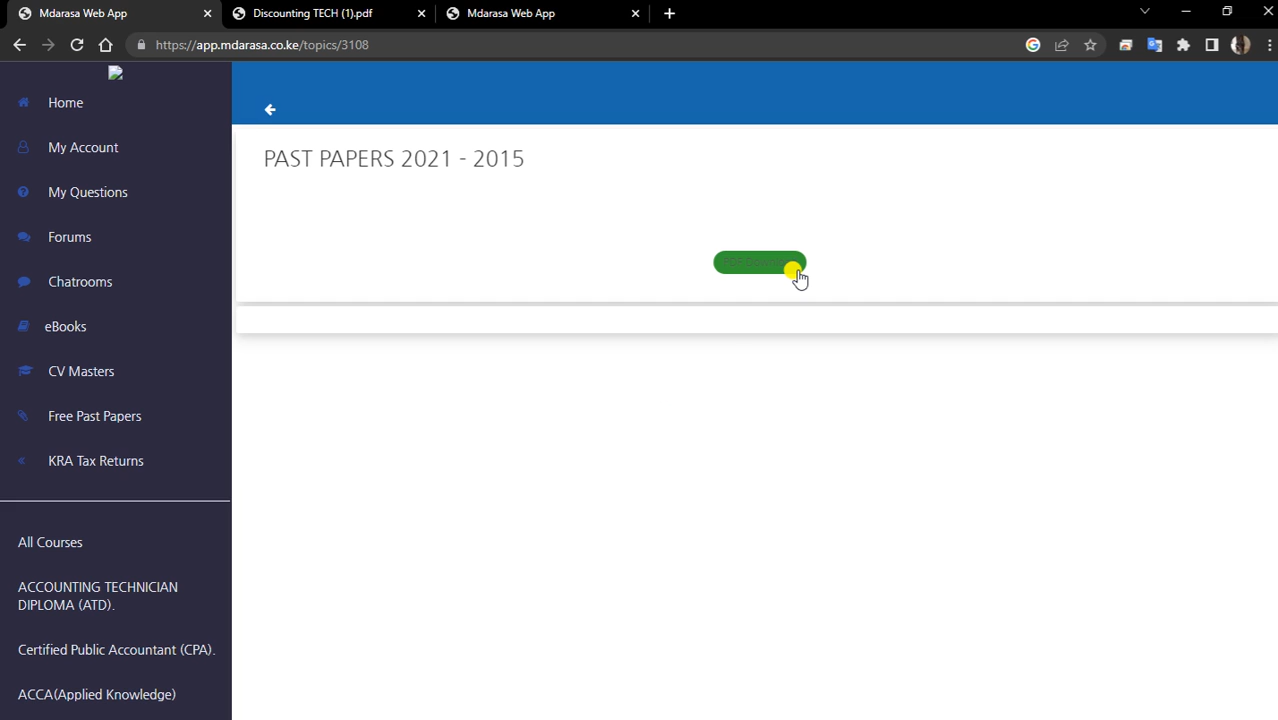 Mdarasa Web App
Discounting TECH (1).pdf
Mdarasa Web App
https://app.mdarasa.co.ke/topics/3108
Home
My Account
My Questions
Forums
Chatrooms
eBooks
CV Masters
Free Past Papers
KRA Tax Returns
All Courses
ACCOUNTING TECHNICIAN
DIPLOMA (ATD).
Certified Public Accountant (CPA).
ACCA(Applied Knowledge)
PAST PAPERS 2021 - 2015